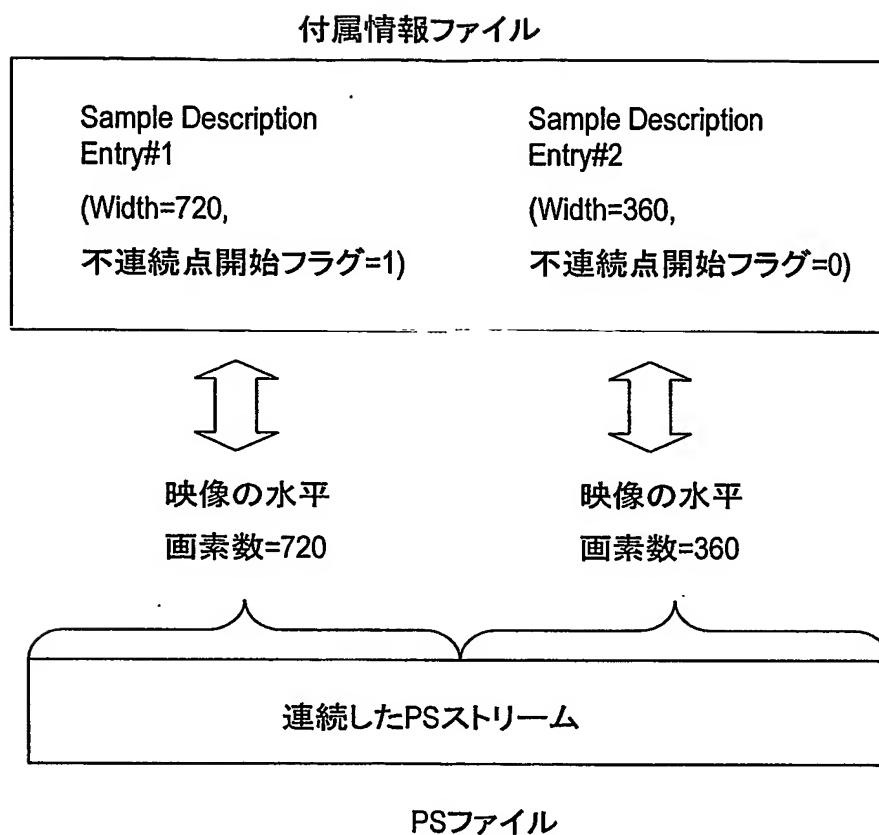 付属情報ファイル
Sample Description
Entry#1
(Width=720,
不連続点開始フラグ=1)
Sample Description
Entry#2
(Width=360,
不連続点開始フラグ=0)
映像の水平
画素数=720
映像の水平
画素数=360
連続したPSストリーム
PSファイル